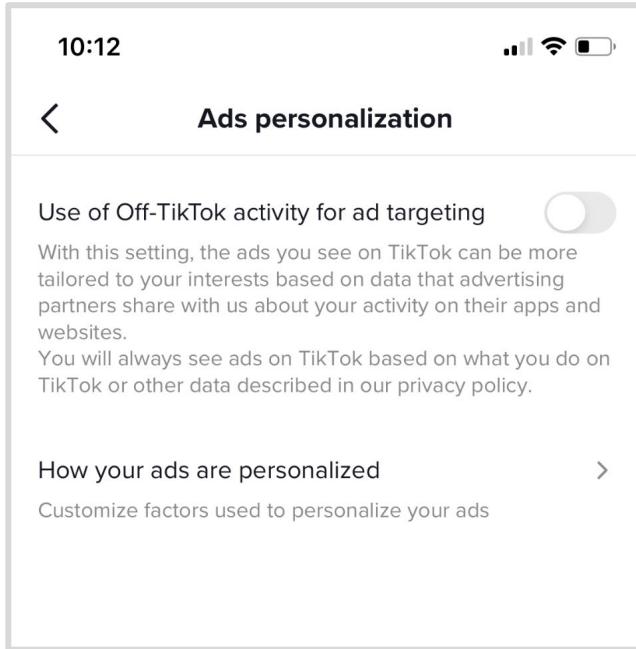 10:12
Ads personalization
Use of Off-TikTok activity for ad targeting
With this setting, the ads you see on TikTok can be more
tailored to your interests based on data that advertising
partners share with us about your activity on their apps and
websites.
You will always see ads on TikTok based on what you do on
TikTok or other data described in our privacy policy.
How your ads are personalized
Customize factors used to personalize your ads